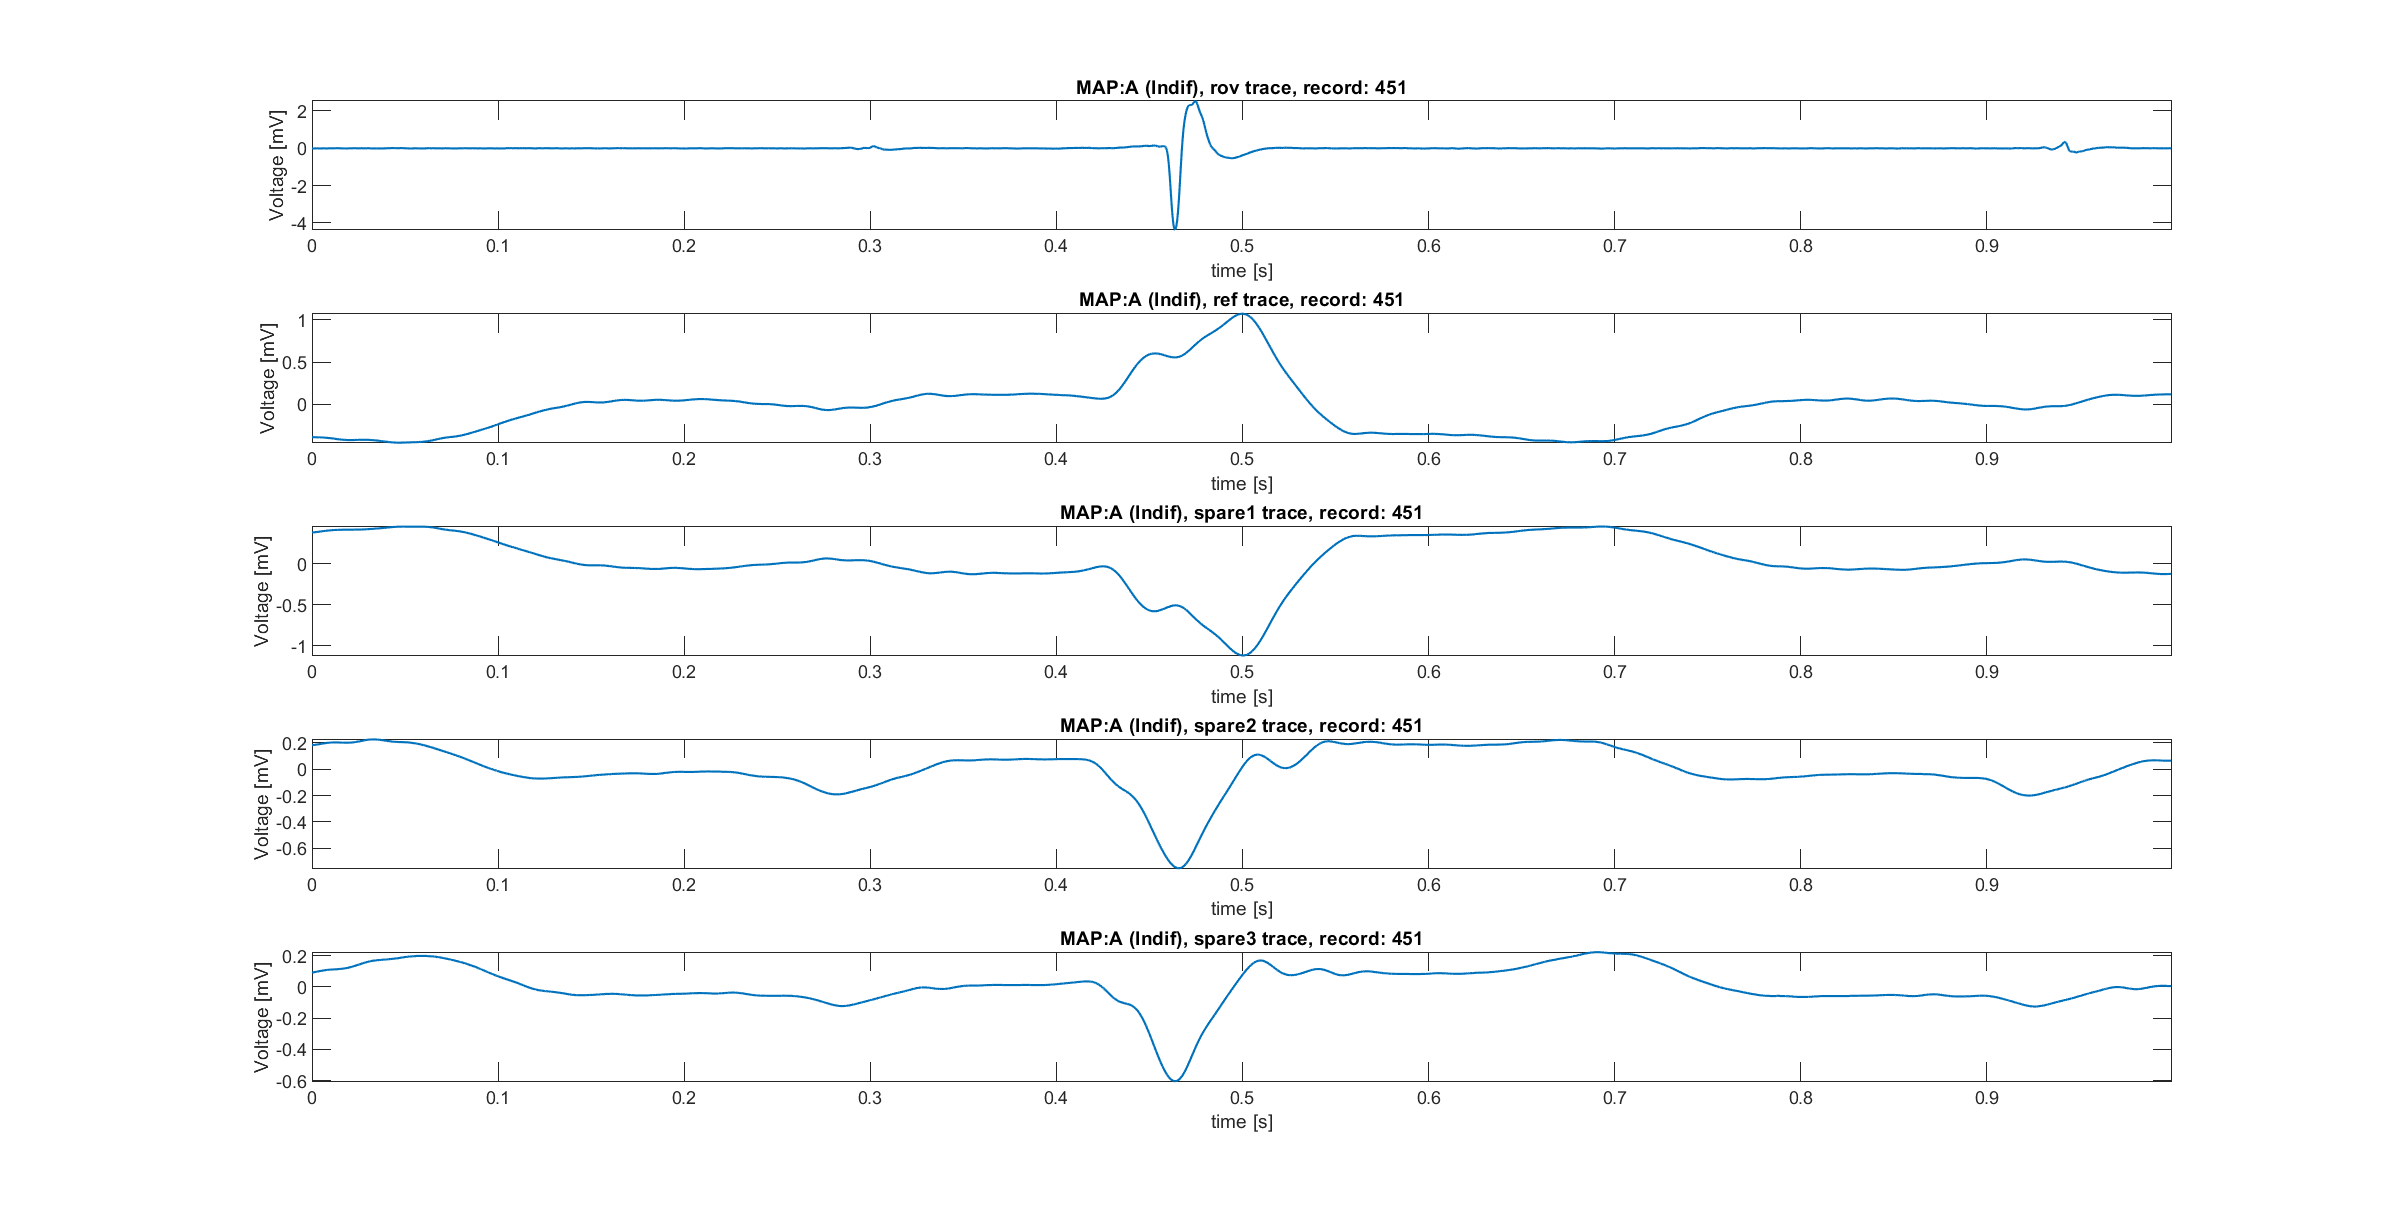 MAP:A (Indif), rov trace, record: 451
Voltage [mV]
2
0
-2
-4
0 0.1 0.2 0.3 0.4 0.5 0.6 0.7 0.8 0.9
time [s]
MAP:A (Indif), ref trace, record: 451
Voltage [mV]
1
0.5
0
0 0.1 0.2 0.3 0.4 0.5 0.6 0.7 0.8 0.9
time [s]
MAP:A (Indif), spare1 trace, record: 451
Voltage [mV]
0
-0.5
-1
0 0.1 0.2 0.3 0.4 0.5 0.6 0.7 0.8 0.9
time [s]
MAP:A (Indif), spare2 trace, record: 451
Voltage [mV]
0.2
0
-0.2
-0.4
-0.6
0 0.1 0.2 0.3 0.4 0.5 0.6 0.7 0.8 0.9
time [s]
MAP:A (Indif), spare3 trace, record: 451
Voltage [mV]
0.2
0
-0.2
-0.4
-0.6
0 0.1 0.2 0.3 0.4 0.5 0.6 0.7 0.8 0.9
time [s]